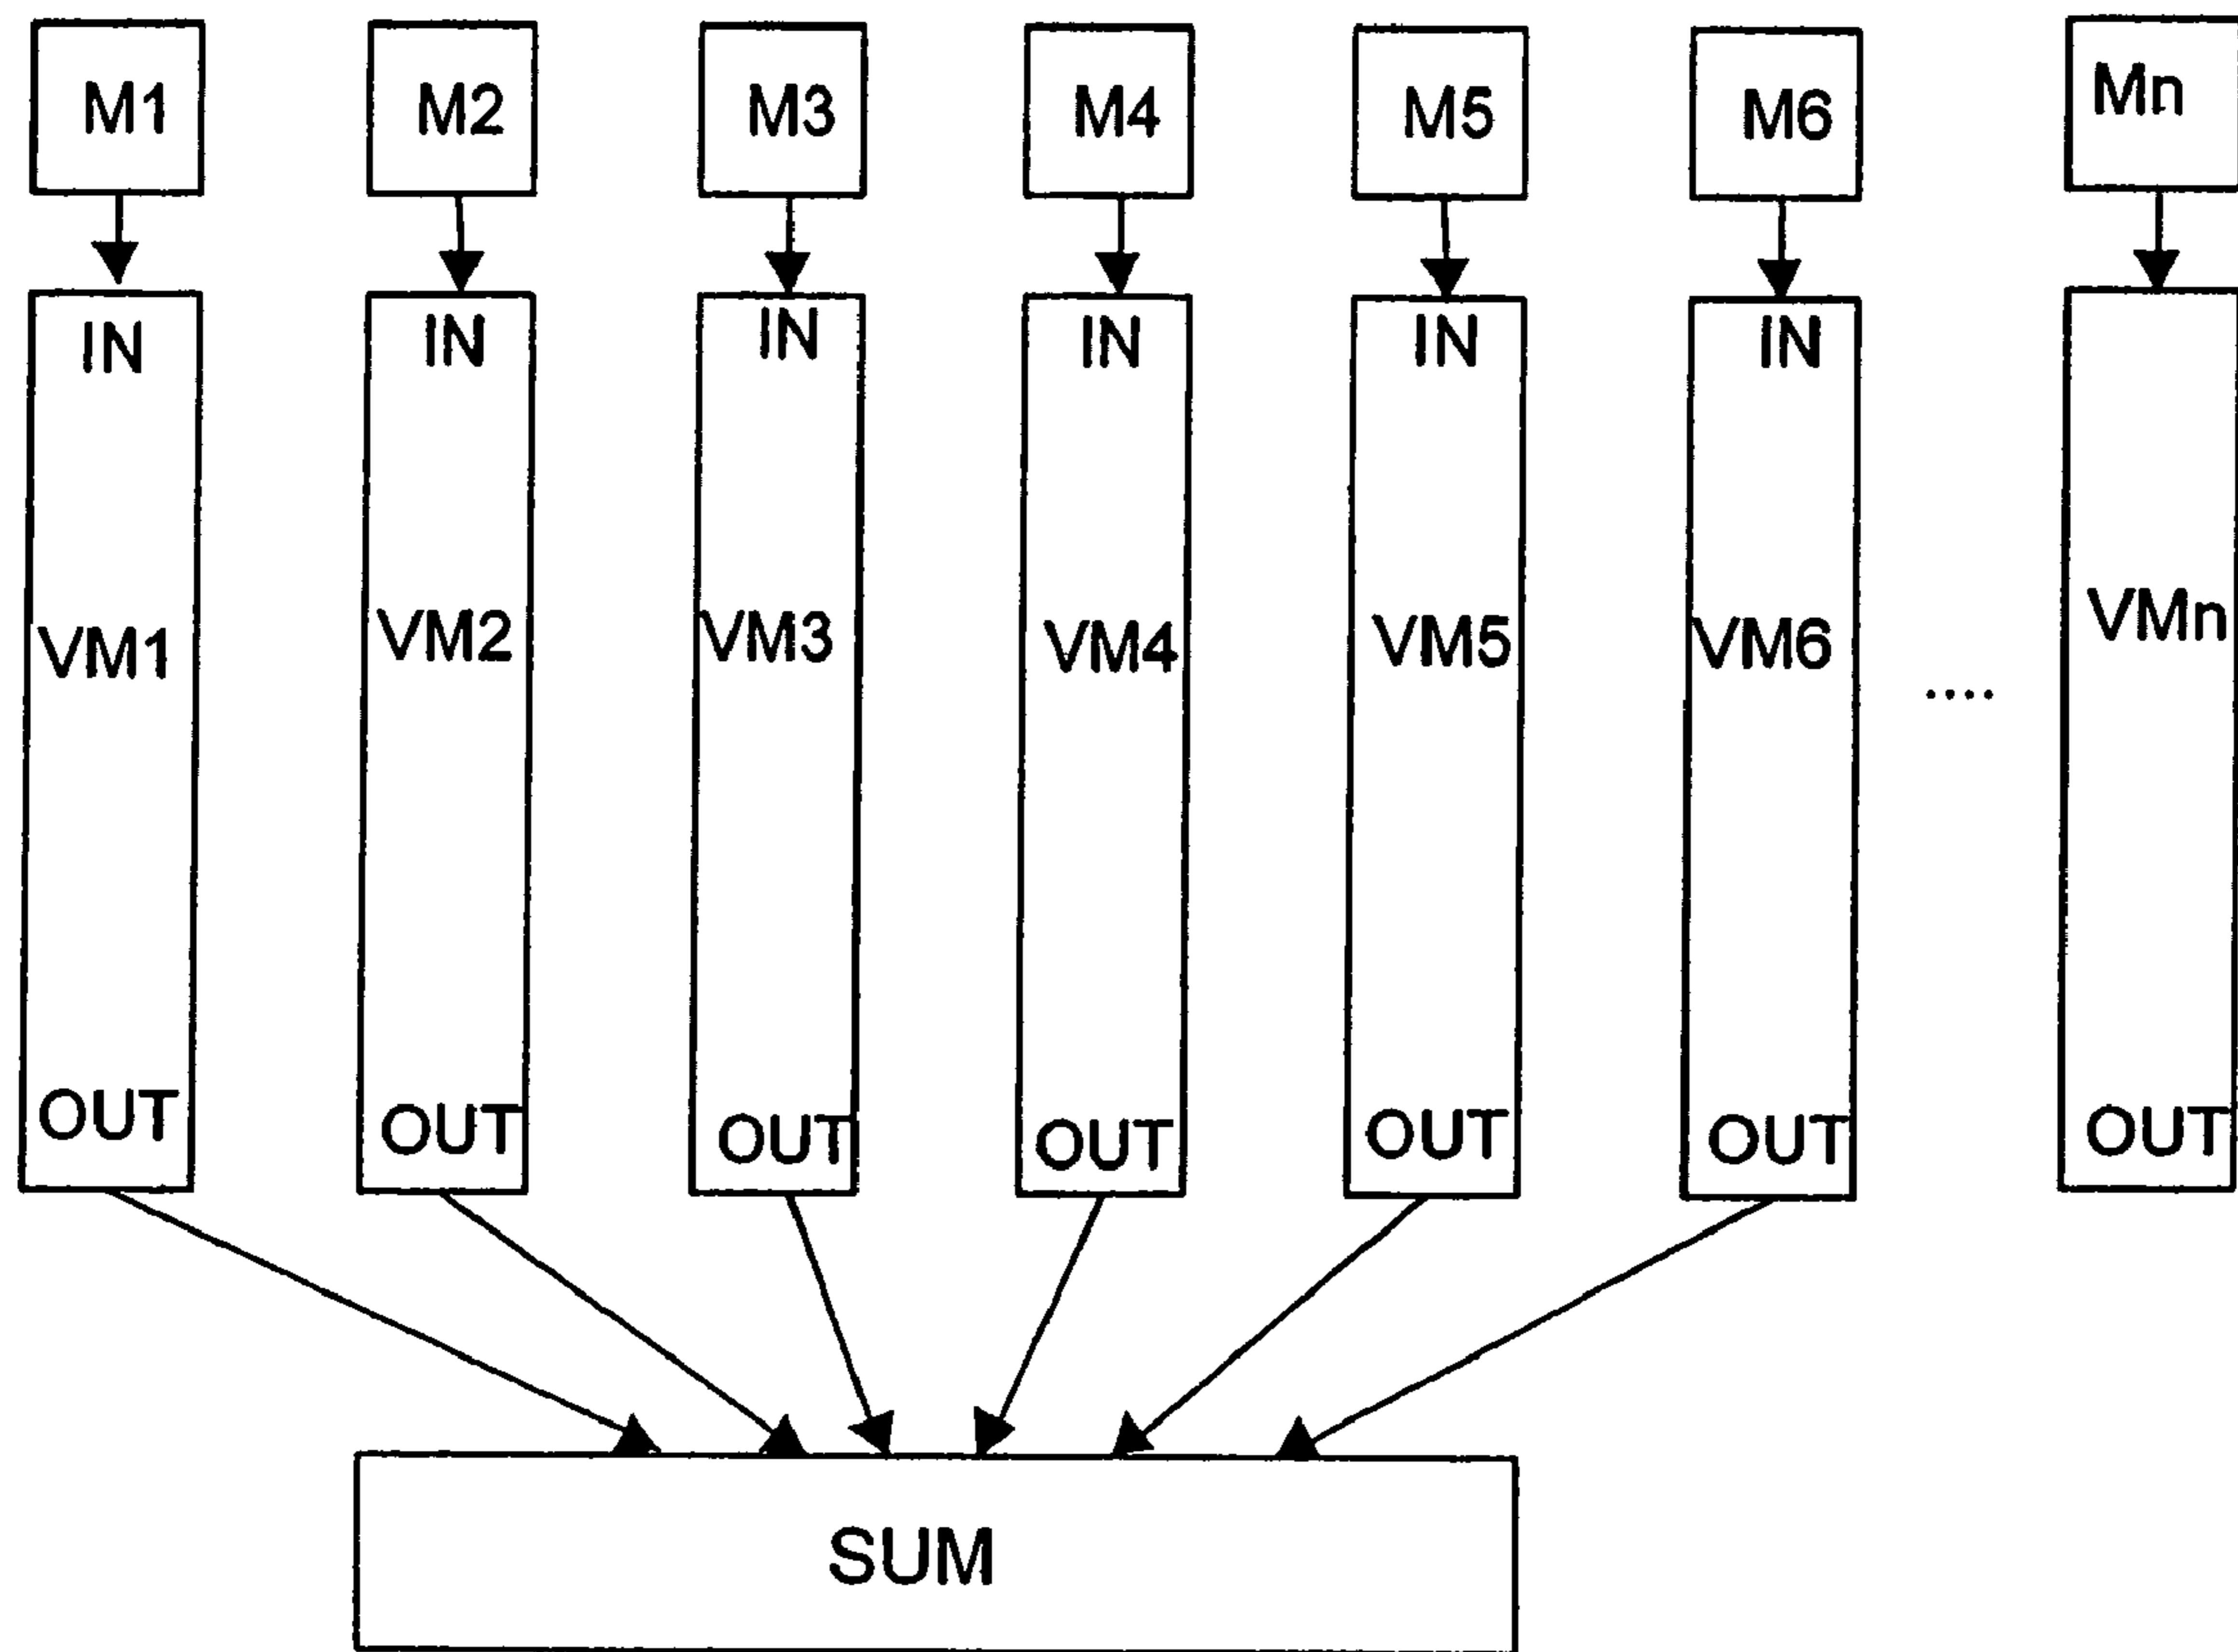 M1 M2 M3 M4 M5 M6 Mn
IN IN IN IN IN IN
VM1 VM2 VM3 VM4 VM5 VM6 .... VMn
OUT OUT OUT OUT OUT OUT OUT
SUM